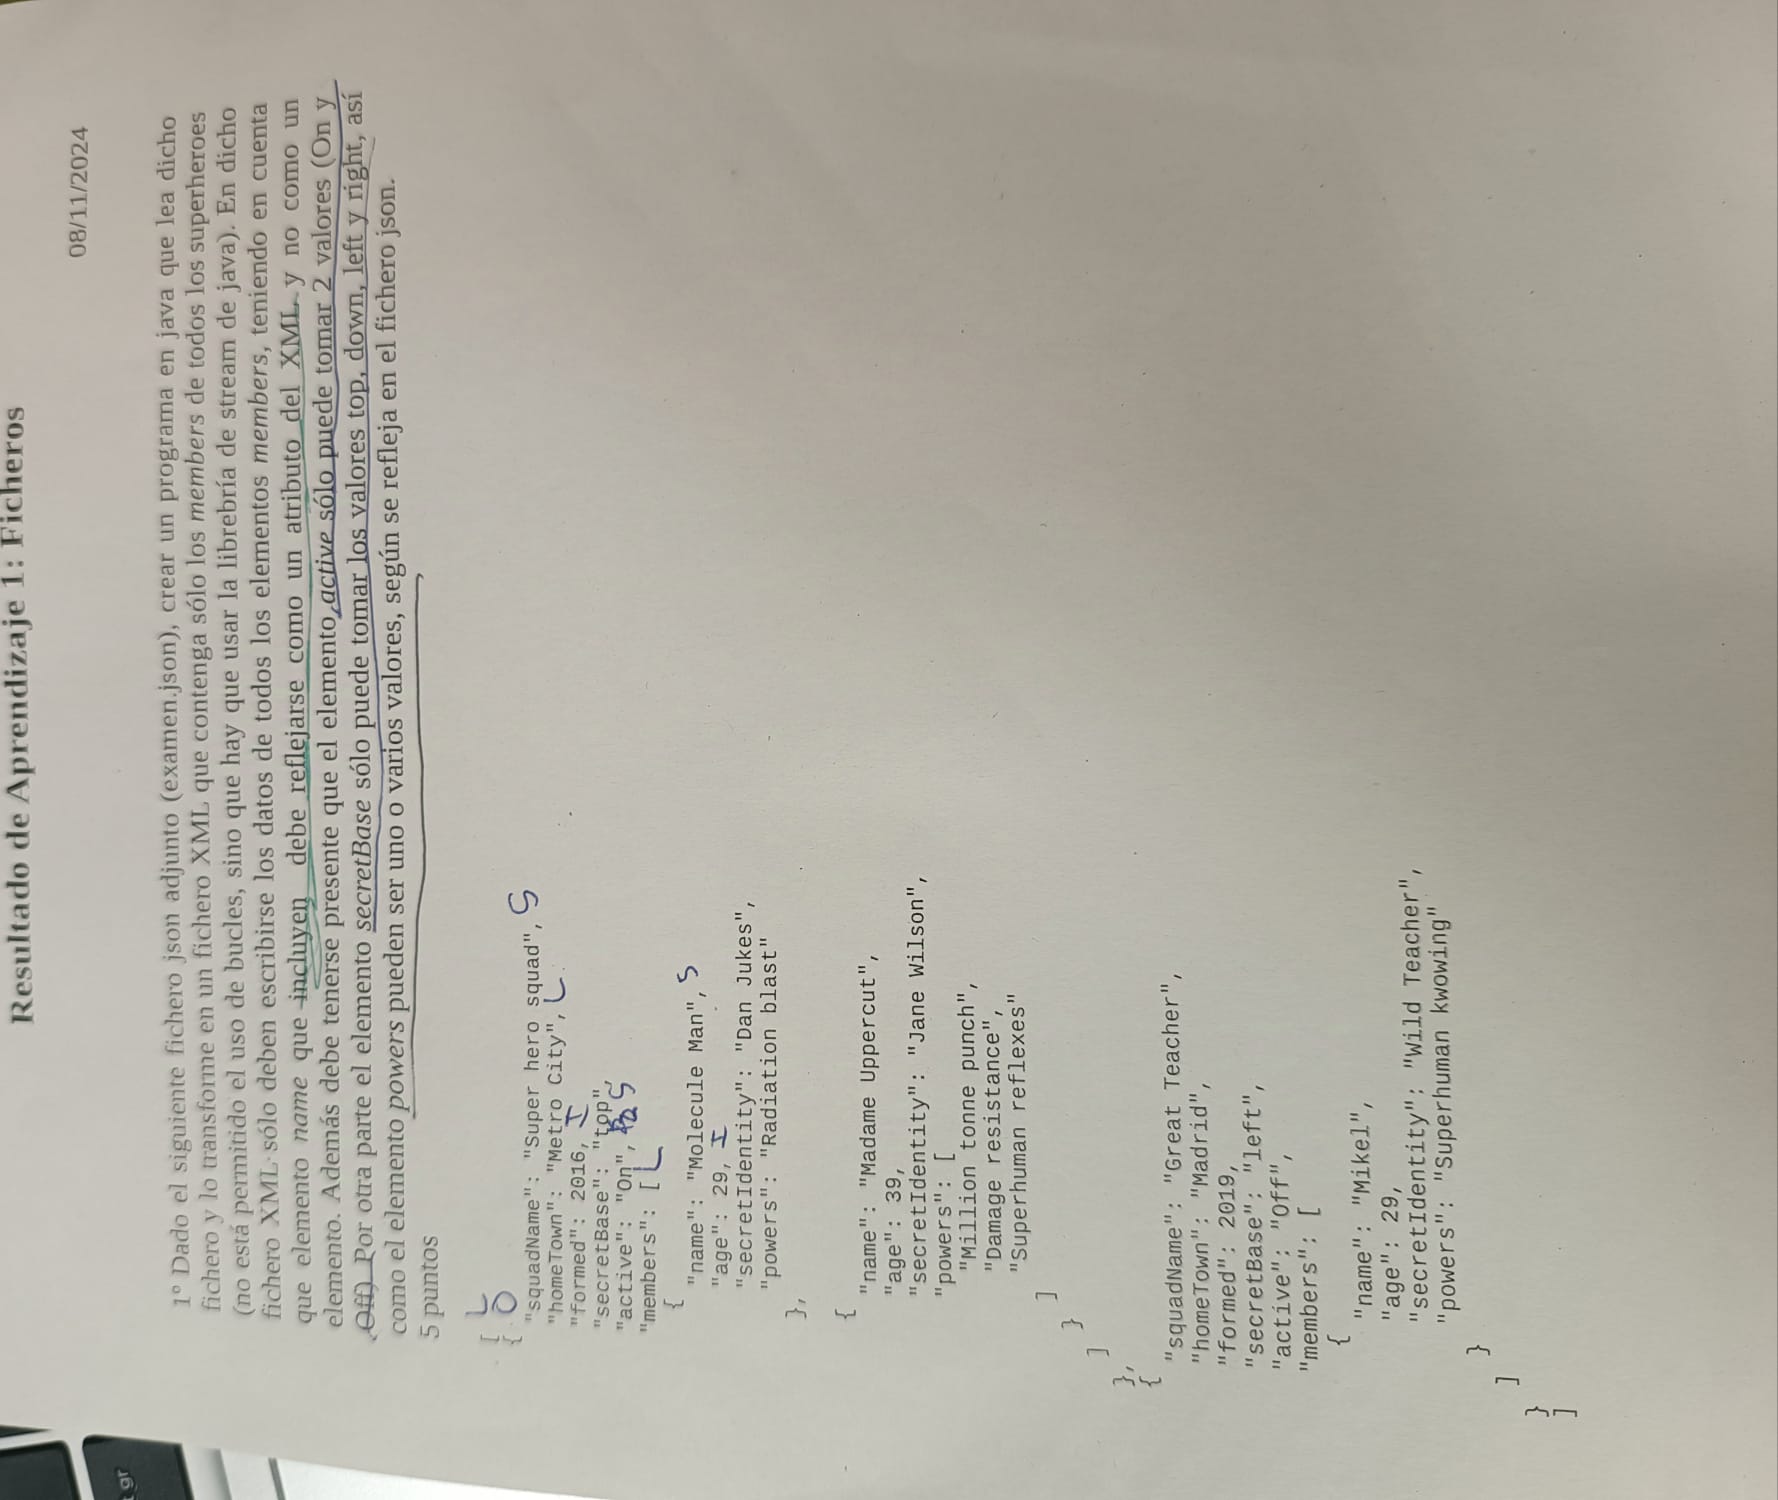 Resultado de Aprendizaje 1: Ficheros
08/11/2024
1º Dado el siguiente fichero json adjunto (examen.json), crear un programa en java que lea dicho
fichero y lo transforme en un fichero XML que contenga sólo los members de todos los superheroes
(no está permitido el uso de bucles, sino que hay que usar la librebría de stream de java). En dicho
fichero XML sólo deben escribirse los datos de todos los elementos members, teniendo en cuenta
que elemento name que incluyen debe reflejarse como un atributo del XML y no como un
elemento. Además debe tenerse presente que el elemento active sólo puede tomar 2 valores (On y
Off) Por otra parte el elemento secretBase sólo puede tomar los valores top, down, left y right, así
como el elemento powers pueden ser uno o varios valores, según se refleja en el fichero json.
5 puntos
[ L
{ O
"squadName": "Super hero squad", S
"homeTown": "Metro City", L
"formed": 2016, I
"secretBase": "top",
"active": "On", S
"members": [ L
{
"name": "Molecule Man", S
"age": 29, I
"secretIdentity": "Dan Jukes",
"powers": "Radiation blast"
},
{
"name": "Madame Uppercut",
"age": 39,
"secretIdentity": "Jane Wilson",
"powers": [
"Million tonne punch",
"Damage resistance",
"Superhuman reflexes"
]
}
]
},
{
"squadName": "Great Teacher",
"homeTown": "Madrid",
"formed": 2019,
"secretBase": "left",
"active": "Off",
"members": [
{
"name": "Mikel",
"age": 29,
"secretIdentity": "Wild Teacher",
"powers": "Superhuman kwowing"
}
]
}
]
gr